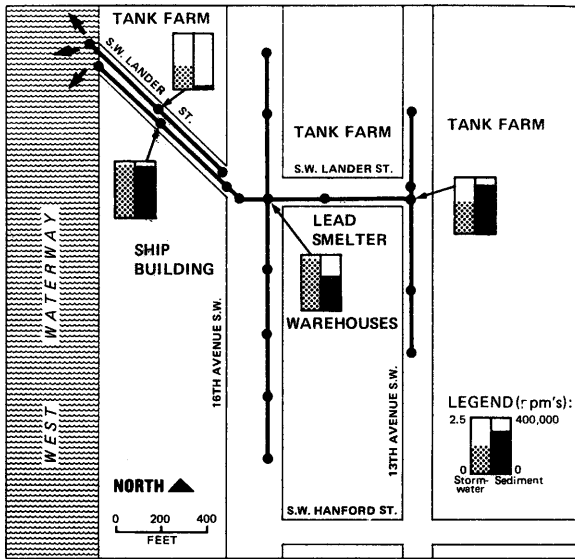 TANK FARM
S.W. LANDER ST.
TANK FARM
TANK FARM
S.W. LANDER ST.
LEAD
SMELTER
SHIP
BUILDING
WAREHOUSES
WEST WATERWAY
16TH AVENUE S.W.
13TH AVENUE S.W.
LEGEND (ppm's):
2.5 400,000
0 0
Storm- Sediment
water
NORTH
0 200 400
FEET
S.W. HANFORD ST.